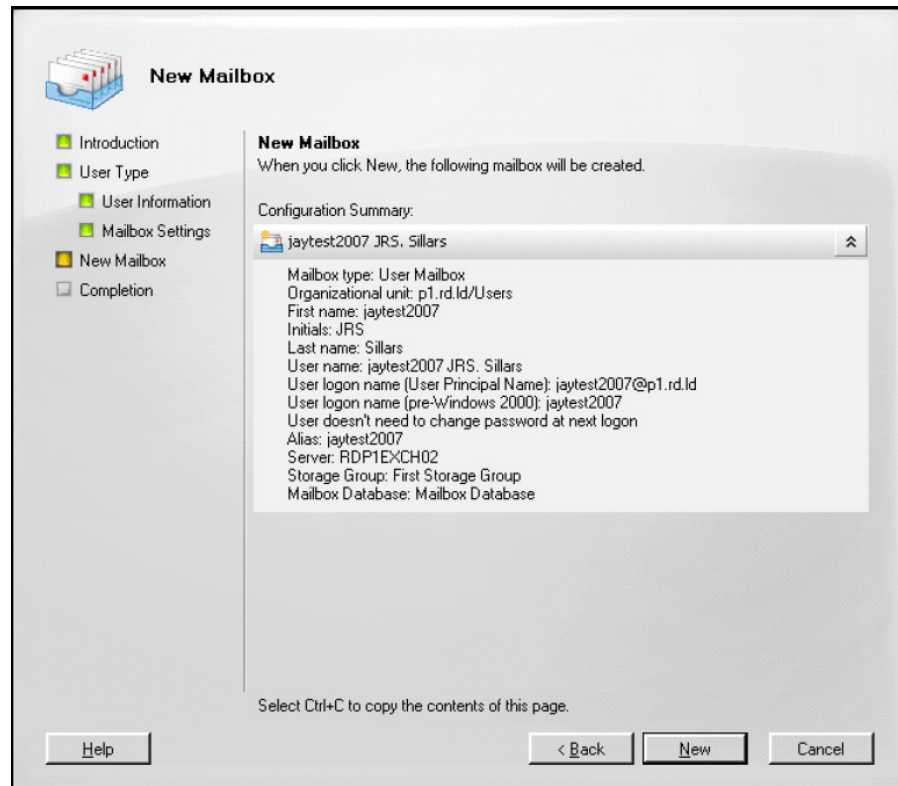 New Mailbox
Introduction
User Type
User Information
Mailbox Settings
New Mailbox
Completion
New Mailbox
When you click New, the following mailbox will be created.
Configuration Summary:
jaytest2007 JRS. Sillars
Mailbox type: User Mailbox
Organizational unit: p1.rd.ld/Users
First name: jaytest2007
Initials: JRS
Last name: Sillars
User name: jaytest2007 JRS. Sillars
User logon name (User Principal Name): jaytest2007@p1.rd.ld
User logon name (pre-Windows 2000): jaytest2007
User doesn't need to change password at next logon
Alias: jaytest2007
Server: RDP1EXCH02
Storage Group: First Storage Group
Mailbox Database: Mailbox Database
Select Ctrl+C to copy the contents of this page.
Help
< Back
New
Cancel